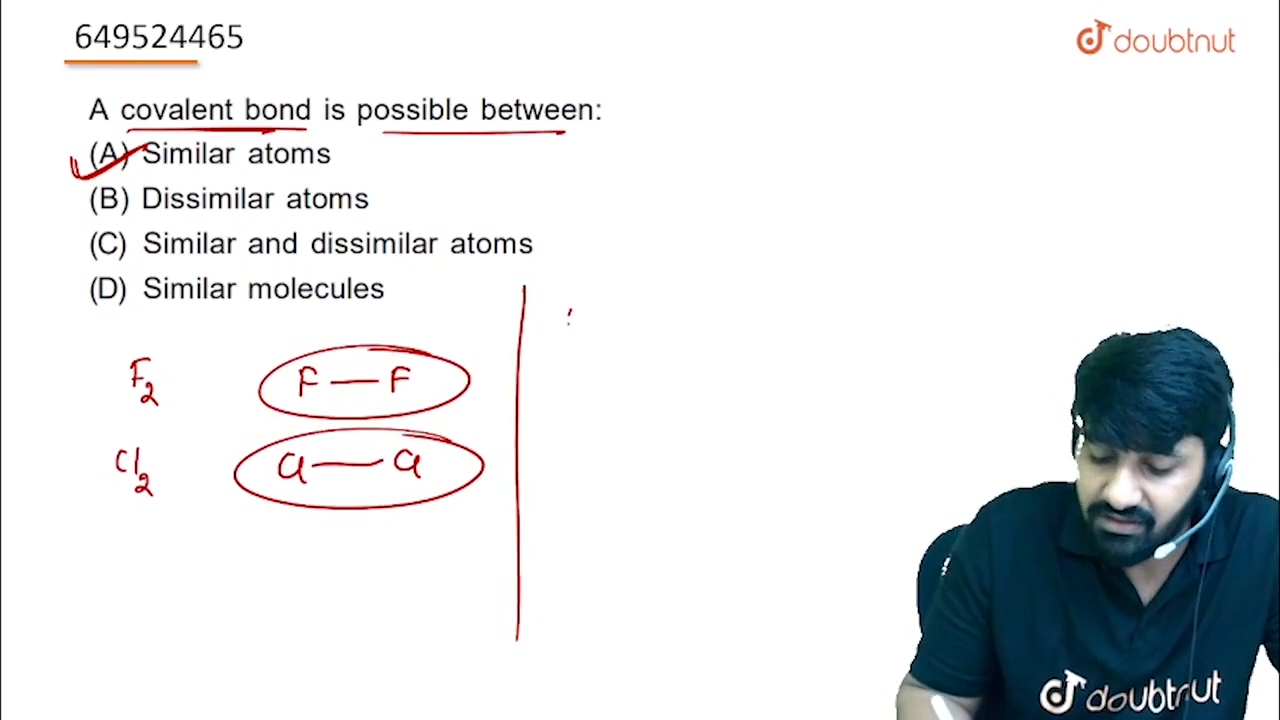 649524465
doubtnut
A covalent bond is possible between:
(A) Similar atoms
(B) Dissimilar atoms
(C) Similar and dissimilar atoms
(D) Similar molecules
F2 F — F
Cl2 Cl — Cl
doubtnut